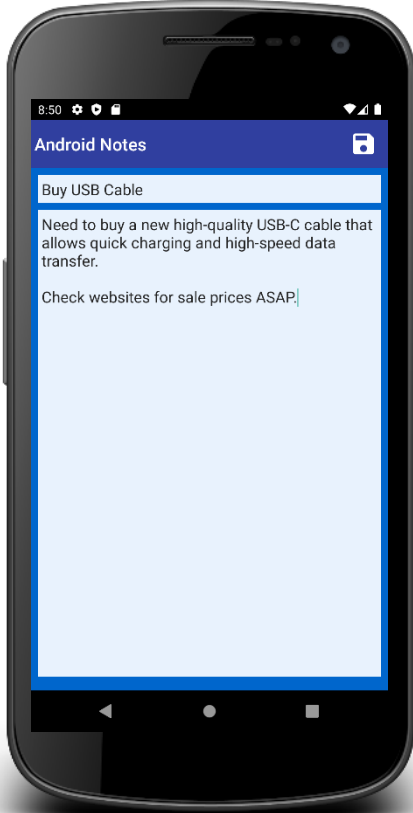 8:50
Android Notes
Buy USB Cable
Need to buy a new high-quality USB-C cable that
allows quick charging and high-speed data
transfer.
Check websites for sale prices ASAP.